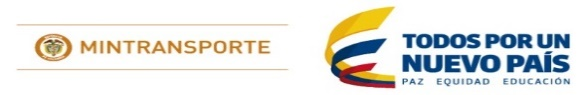 MINTRANSPORTE
TODOS POR UN
NUEVO PAÍS
PAZ EQUIDAD EDUCACIÓN